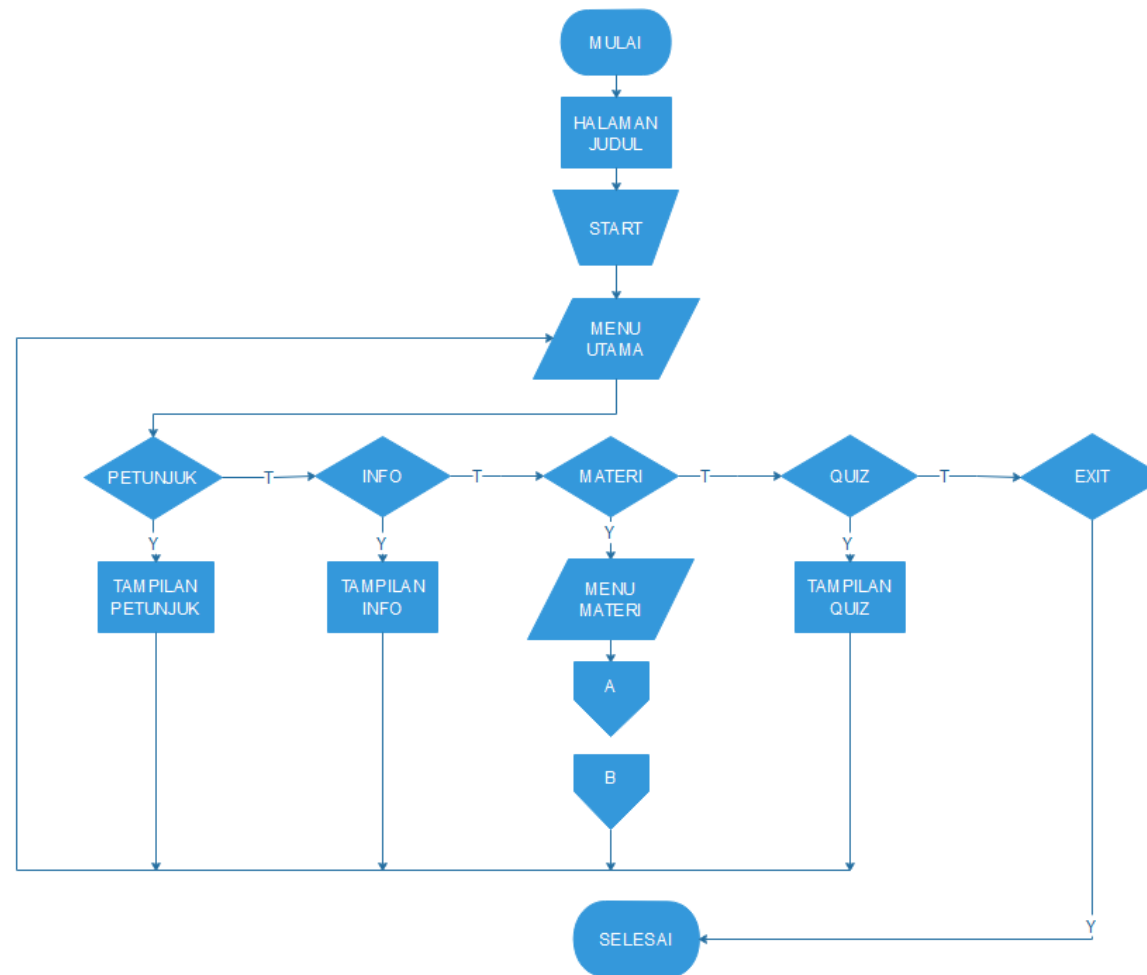 MULAI
HALAMAN
JUDUL
START
MENU
UTAMA
PETUNJUK
T
INFO
T
MATERI
T
QUIZ
T
EXIT
Y
Y
Y
Y
TAMPILAN
PETUNJUK
TAMPILAN
INFO
MENU
MATERI
TAMPILAN
QUIZ
A
B
Y
SELESAI